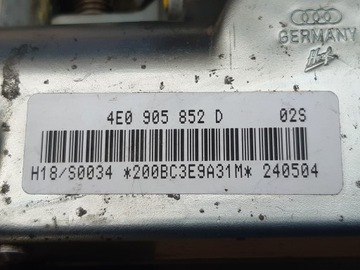 GERMANY
4E0 905 852 D 02S
H18/S0034 *200BC3E9A31M* 240504